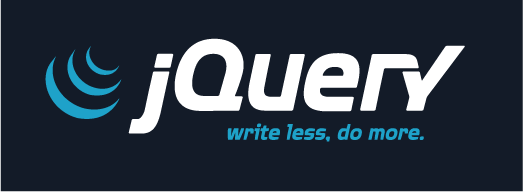 jQuery
write less, do more.